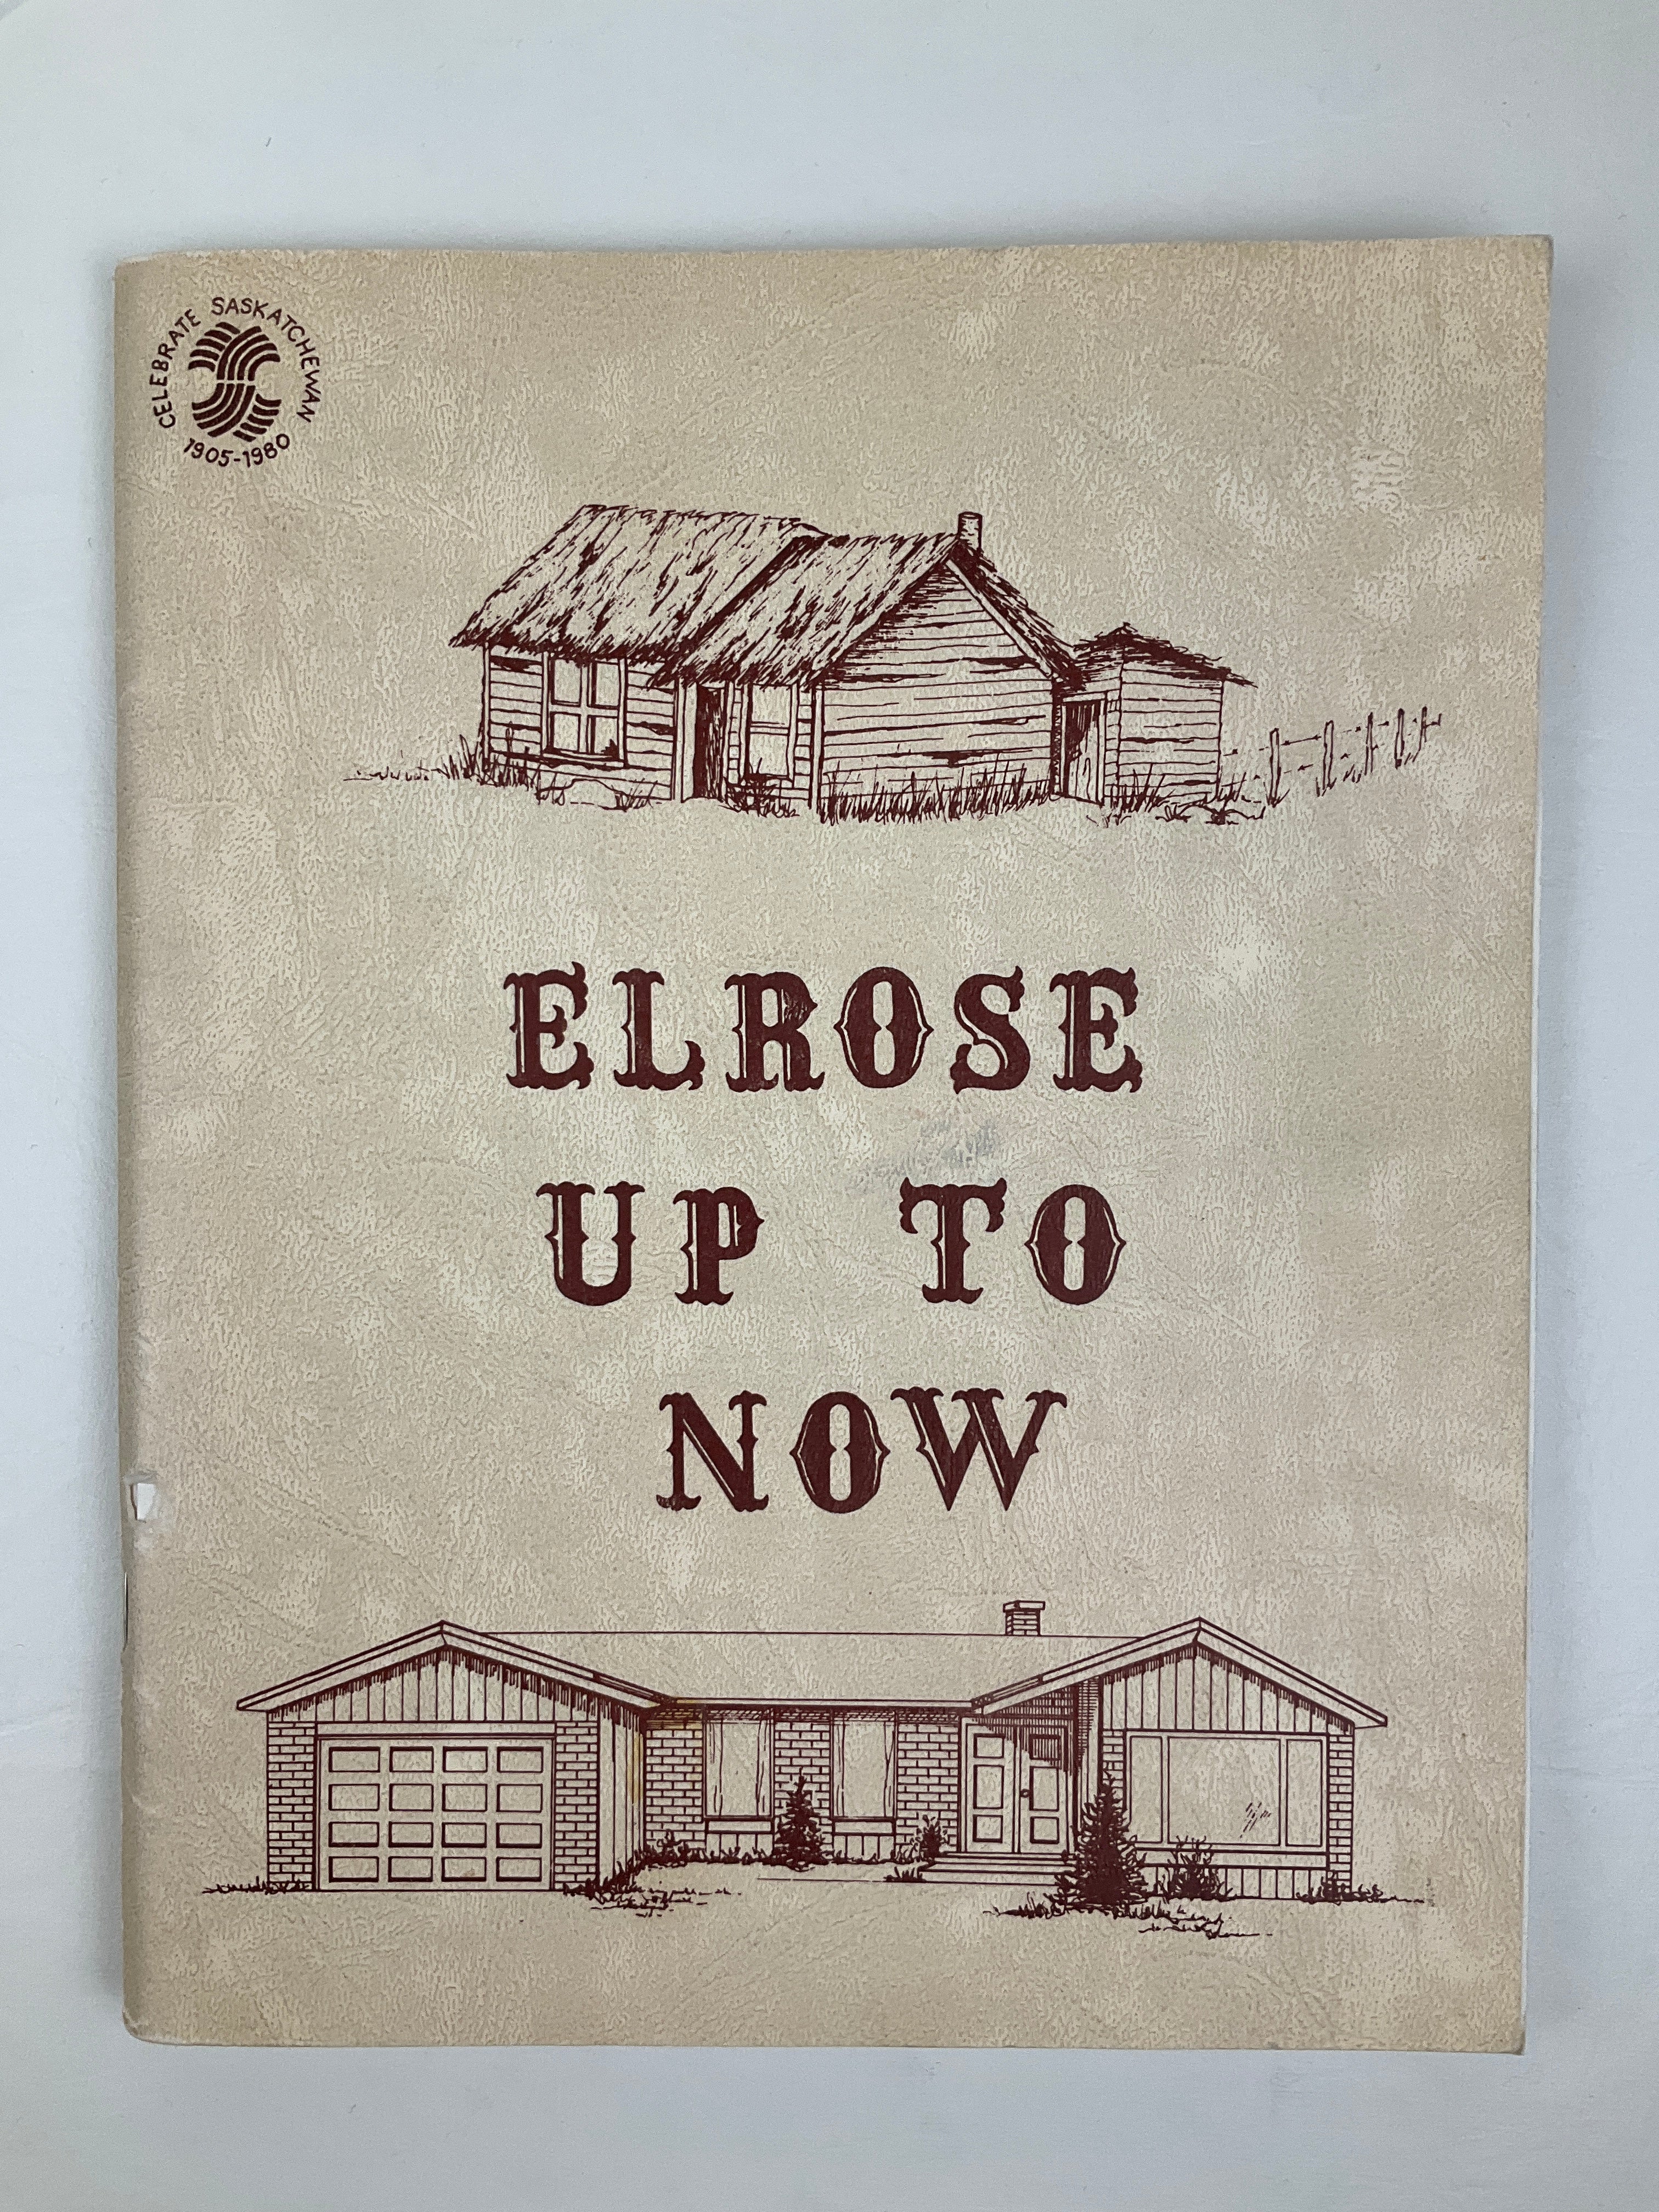 CELEBRATE SASKATCHEWAN
1905-1980
ELROSE
UP TO
NOW